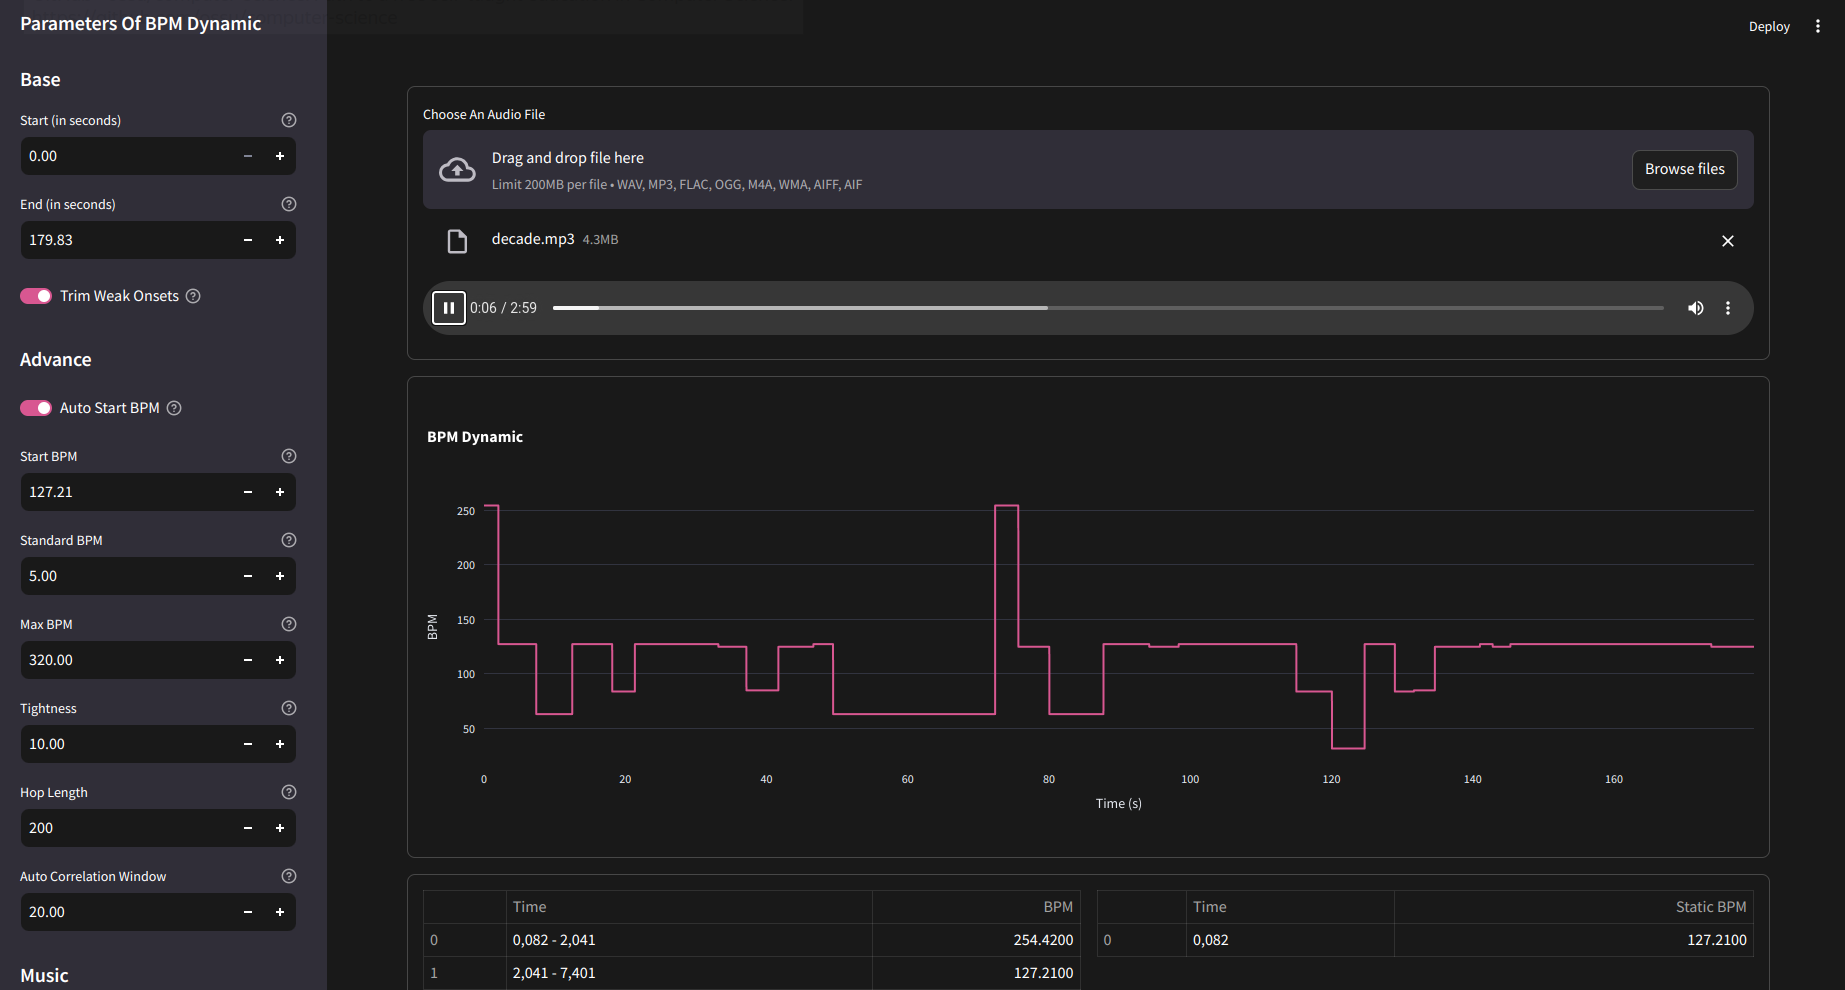 Parameters Of BPM Dynamic
Deploy
Base
Start (in seconds)
0.00
End (in seconds)
179.83
Trim Weak Onsets
Advance
Auto Start BPM
Start BPM
127.21
Standard BPM
5.00
Max BPM
320.00
Tightness
10.00
Hop Length
200
Auto Correlation Window
20.00
Music
Choose An Audio File
Drag and drop file here
Limit 200MB per file • WAV, MP3, FLAC, OGG, M4A, WMA, AIFF, AIF
Browse files
decade.mp3 4.3MB
0:06 / 2:59
BPM Dynamic
250
200
150
100
50
BPM
0 20 40 60 80 100 120 140 160
Time (s)
Time BPM
0 0,082 - 2,041 254.4200
1 2,041 - 7,401 127.2100
Time Static BPM
0 0,082 127.2100